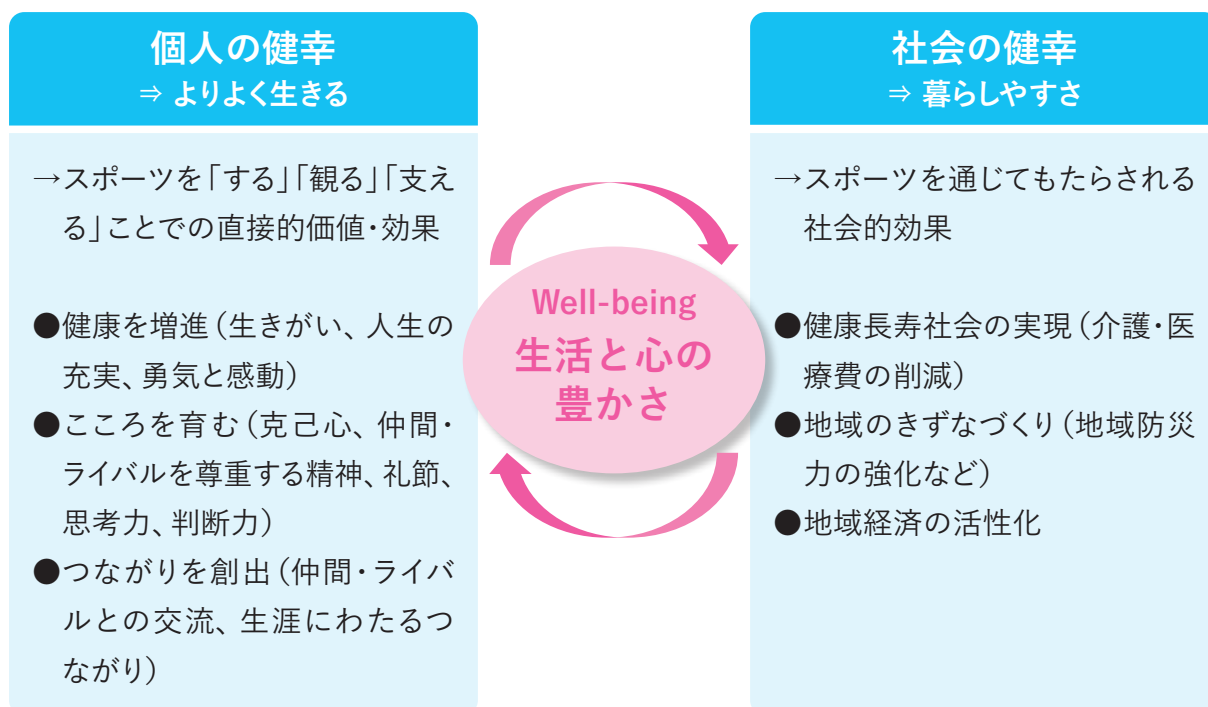 個人の健幸
⇒ よりよく生きる
→スポーツを「する」「観る」「支え
る」ことでの直接的価値・効果
●健康を増進（生きがい、人生の
充実、勇気と感動）
●こころを育む（克己心、仲間・
ライバルを尊重する精神、礼節、
思考力、判断力）
●つながりを創出（仲間・ライバ
ルとの交流、生涯にわたるつ
ながり）
Well-being
生活と心の
豊かさ
社会の健幸
⇒ 暮らしやすさ
→スポーツを通じてもたらされる
社会的効果
●健康長寿社会の実現（介護・医
療費の削減）
●地域のきずなづくり（地域防災
力の強化など）
●地域経済の活性化